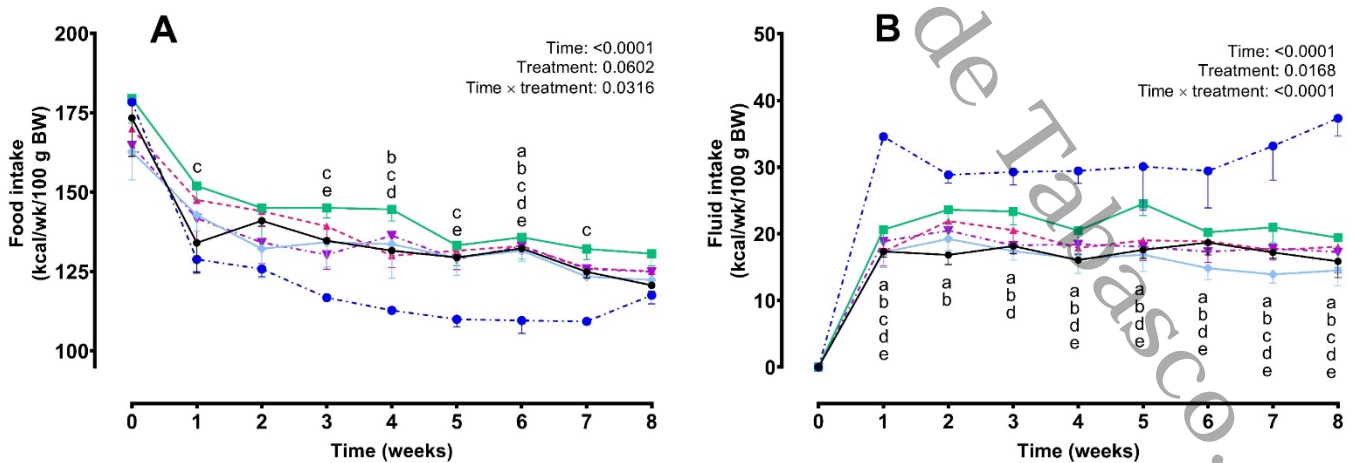 A
Time: <0.0001
Treatment: 0.0602
Time × treatment: 0.0316
Food intake
(kcal/wk/100 g BW)
200
175
150
125
100
c
c
e
b
c
d
c
e
a
b
c
d
e
c
0 1 2 3 4 5 6 7 8
Time (weeks)
B
Time: <0.0001
Treatment: 0.0168
Time × treatment: <0.0001
Fluid intake
(kcal/wk/100 g BW)
50
40
30
20
10
0
a
b
c
d
e
a
b
a
b
d
a
b
d
e
a
b
d
e
a
b
d
e
a
b
c
d
e
a
b
c
d
e
0 1 2 3 4 5 6 7 8
Time (weeks)
de Tabasco.